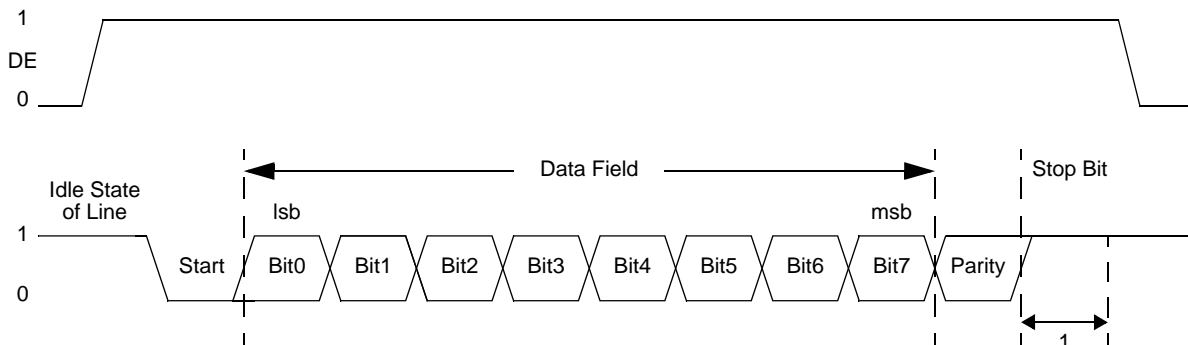 1
DE
0
Data Field
Stop Bit
Idle State
of Line
lsb
msb
1
Start
Bit0
Bit1
Bit2
Bit3
Bit4
Bit5
Bit6
Bit7
Parity
0
1